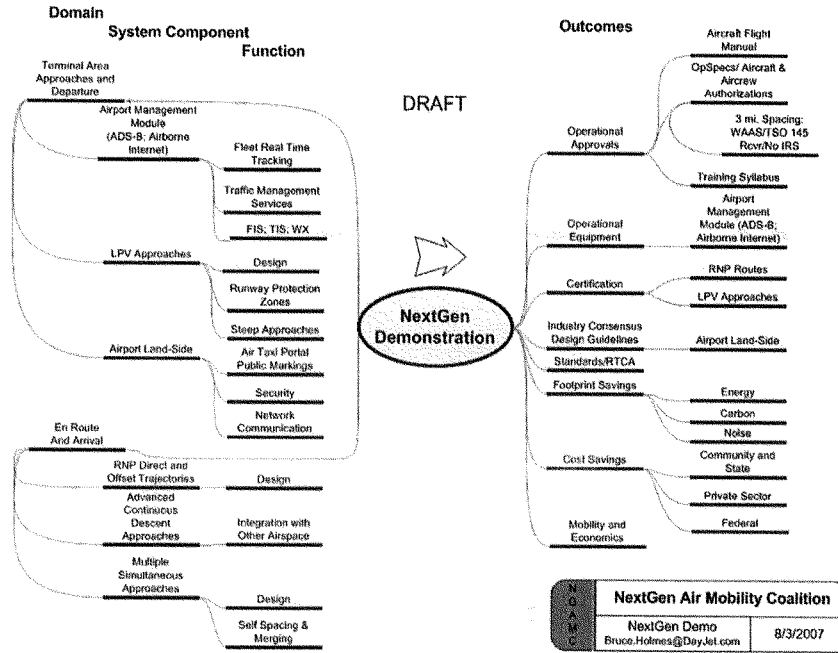 Domain
System Component
Function
Terminal Area
Approaches and
Departure
Airport Management
Module
(ADS-B; Airborne
Internet)
Fleet Real Time
Tracking
Traffic Management
Services
FIS; TIS; WX
LPV Approaches
Design
Runway Protection
Zones
Steep Approaches
Airport Land-Side
Air Taxi Portal
Public Markings
Security
Network
Communication
En Route
And Arrival
RNP Direct and
Offset Trajectories
Design
Advanced
Continuous
Descent
Approaches
Integration with
Other Airspace
Multiple
Simultaneous
Approaches
Design
Self Spacing &
Merging
DRAFT
NextGen
Demonstration
Outcomes
Operational
Approvals
Aircraft Flight
Manual
OpSpecs/ Aircraft &
Aircrew
Authorizations
3 mi. Spacing:
WAAS/TSO 145
Rcvr/No IRS
Training Syllabus
Operational
Equipment
Airport
Management
Module (ADS-B;
Airborne Internet)
Certification
RNP Routes
LPV Approaches
Industry Consensus
Design Guidelines
Airport Land-Side
Standards/RTCA
Footprint Savings
Energy
Carbon
Noise
Cost Savings
Community and
State
Private Sector
Federal
Mobility and
Economics
NGAMC
NextGen Air Mobility Coalition
NextGen Demo
Bruce.Holmes@DayJet.com
8/3/2007